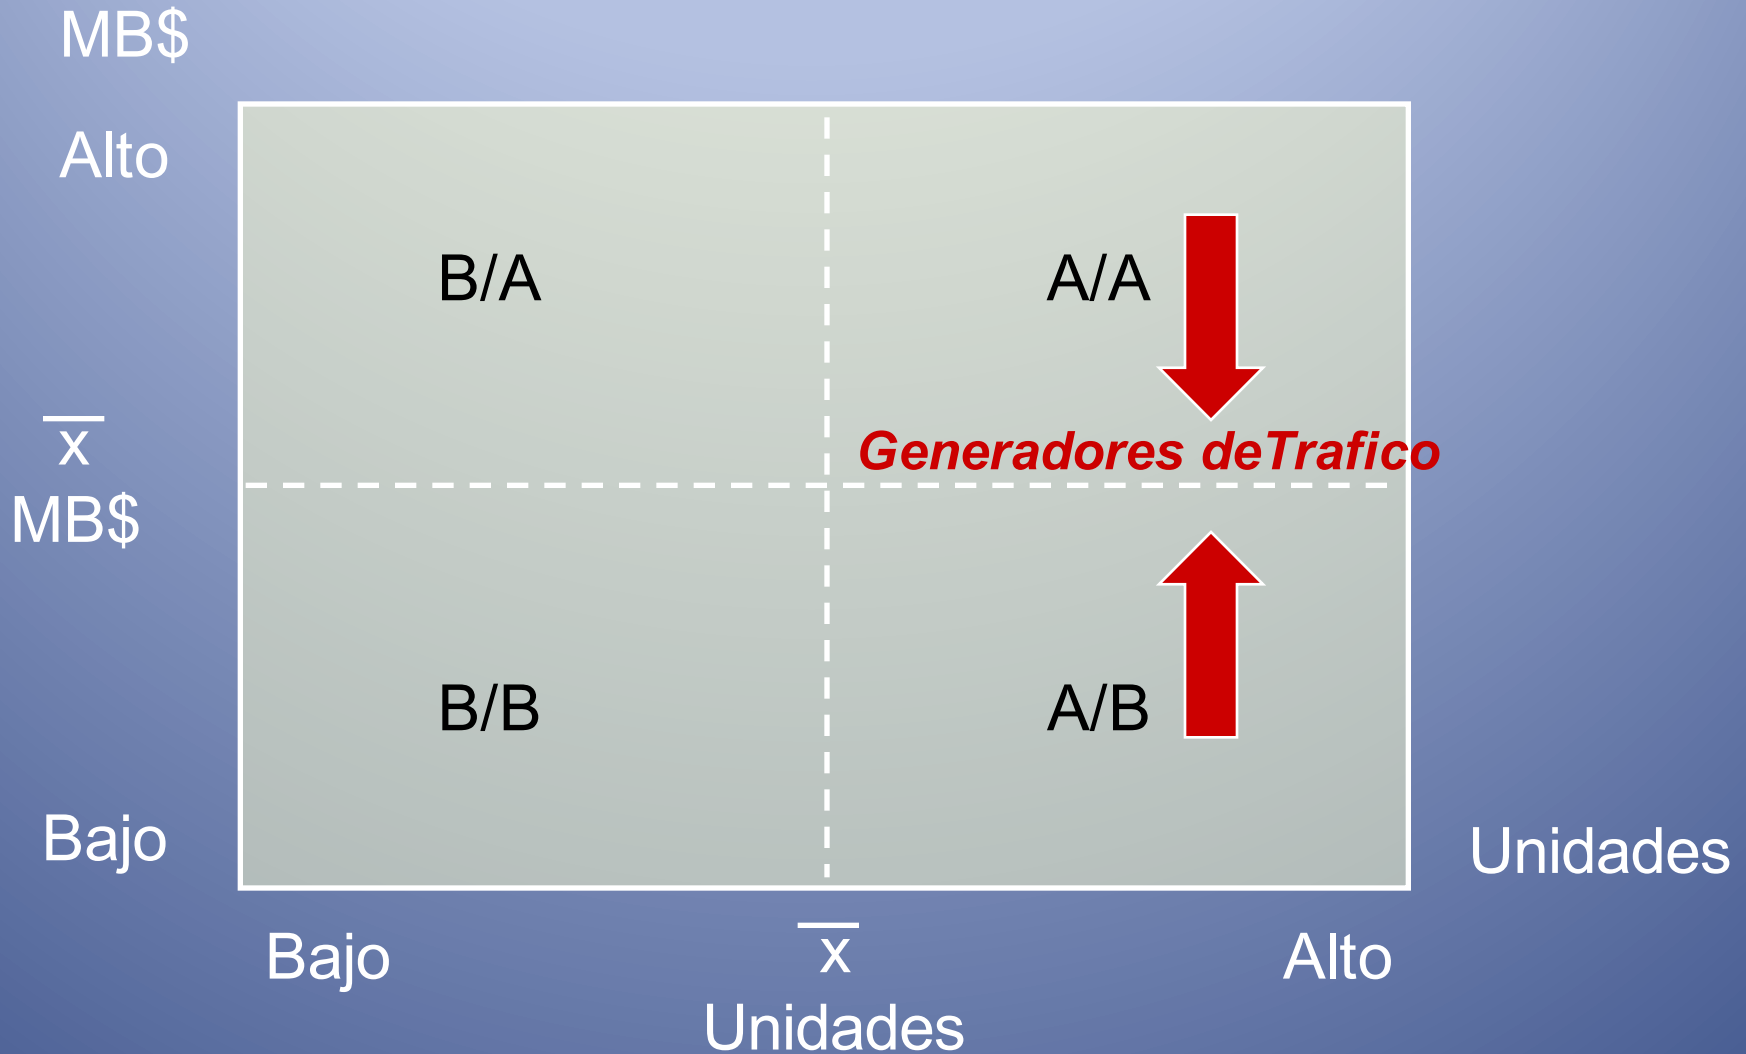 MB$
Alto
B/A
A/A
x̅
MB$
Generadores deTrafico
B/B
A/B
Bajo
Unidades
Bajo
x̅
Alto
Unidades